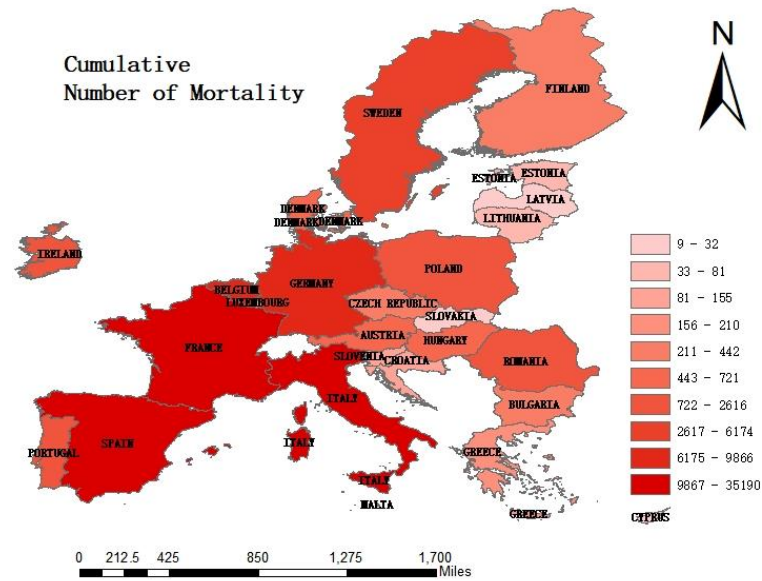 Cumulative
Number of Mortality
N
FINLAND
SWEDEN
ESTONIA
ESTONIA
LATVIA
LITHUANIA
DENMARK
DENMARK
DENMARK
IRELAND
POLAND
GERMANY
BELGIUM
LUXEMBOURG
CZECH REPUBLIC
SLOVAKIA
AUSTRIA
HUNGARY
FRANCE
SLOVENIA
CROATIA
ROMANIA
ITALY
BULGARIA
SPAIN
PORTUGAL
ITALY
GREECE
ITALY
MALTA
GREECE
CYPRUS
9 - 32
33 - 81
81 - 155
156 - 210
211 - 442
443 - 721
722 - 2616
2617 - 6174
6175 - 9866
9867 - 35190
0 212.5 425 850 1,275 1,700
Miles